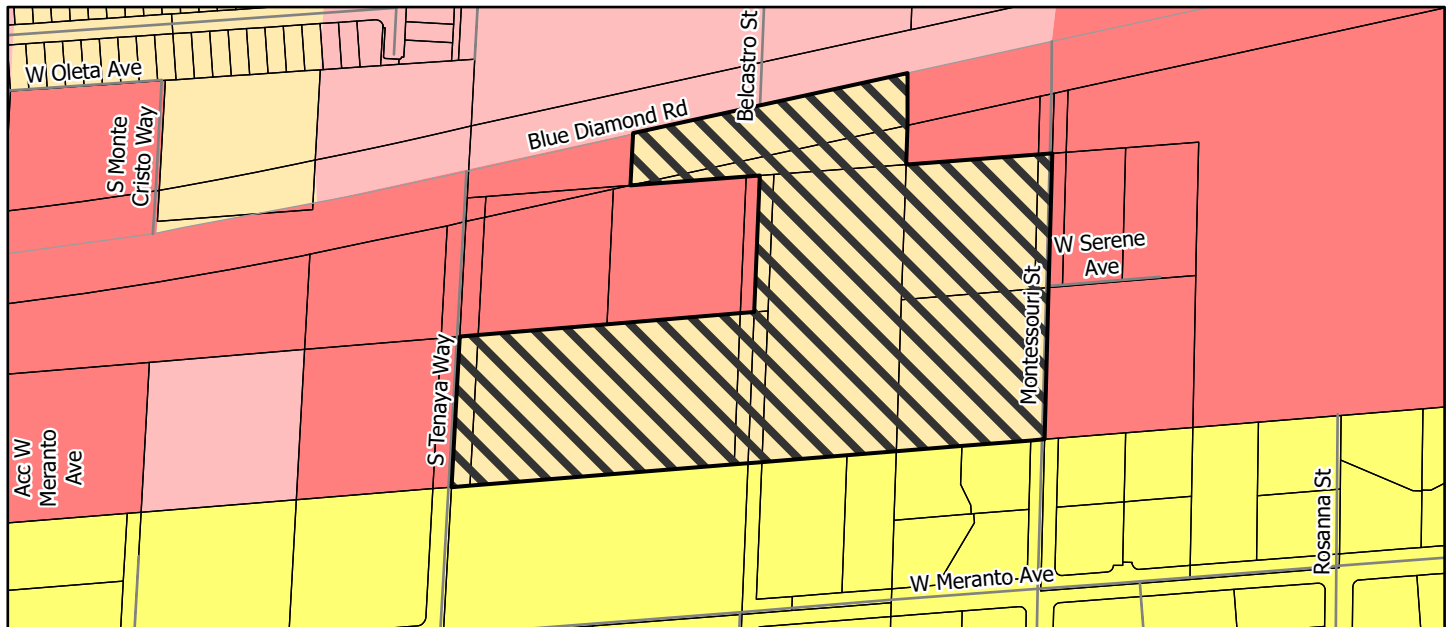 W Oleta Ave
Belcastro St
Blue Diamond Rd
S Monte
Cristo Way
W Serene
Ave
Montessouri St
S Tenaya Way
Acc W
Meranto
Ave
Rosanna St
W Meranto Ave